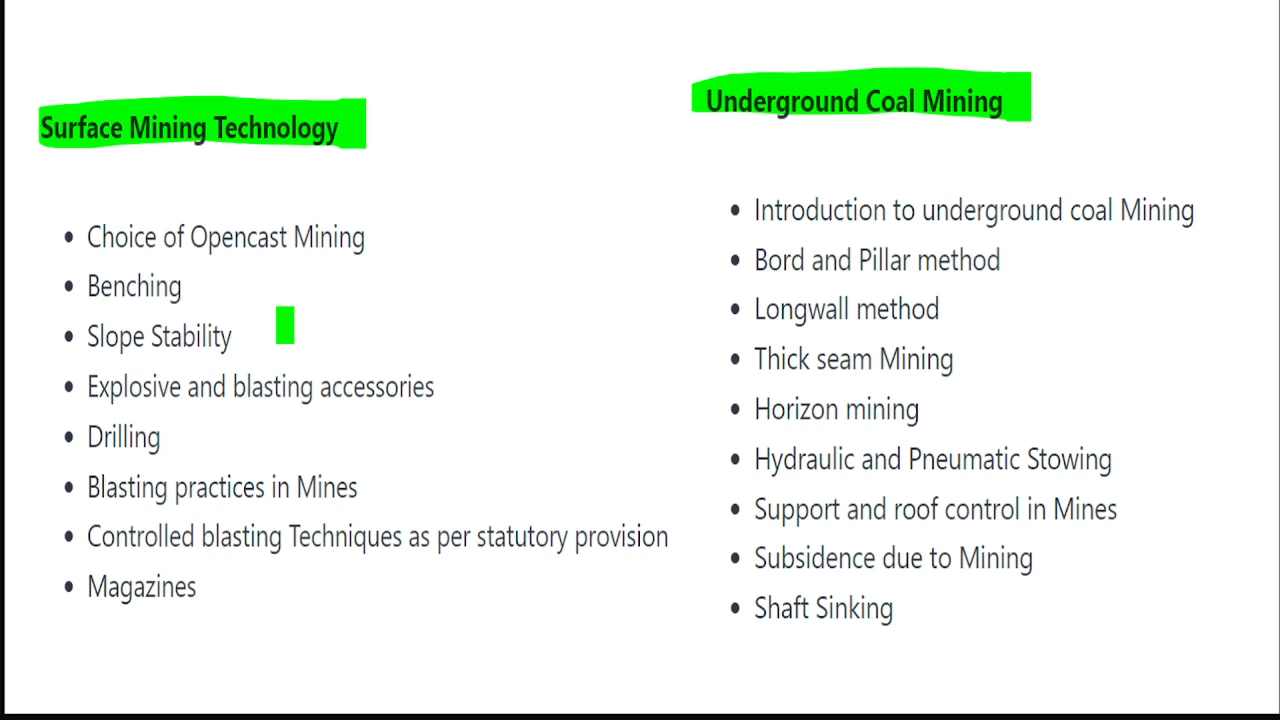 Surface Mining Technology
Choice of Opencast Mining
Benching
Slope Stability
Explosive and blasting accessories
Drilling
Blasting practices in Mines
Controlled blasting Techniques as per statutory provision
Magazines
Underground Coal Mining
Introduction to underground coal Mining
Bord and Pillar method
Longwall method
Thick seam Mining
Horizon mining
Hydraulic and Pneumatic Stowing
Support and roof control in Mines
Subsidence due to Mining
Shaft Sinking